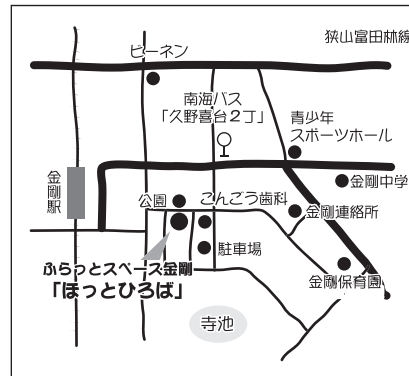 狭山富田林線
ビーネン
南海バス
「久野喜台2丁」
青少年
スポーツホール
金剛駅
公園
こんごう歯科
金剛中学
金剛連絡所
駐車場
ふらっとスペース金剛
「ほっとひろば」
金剛保育園
寺池